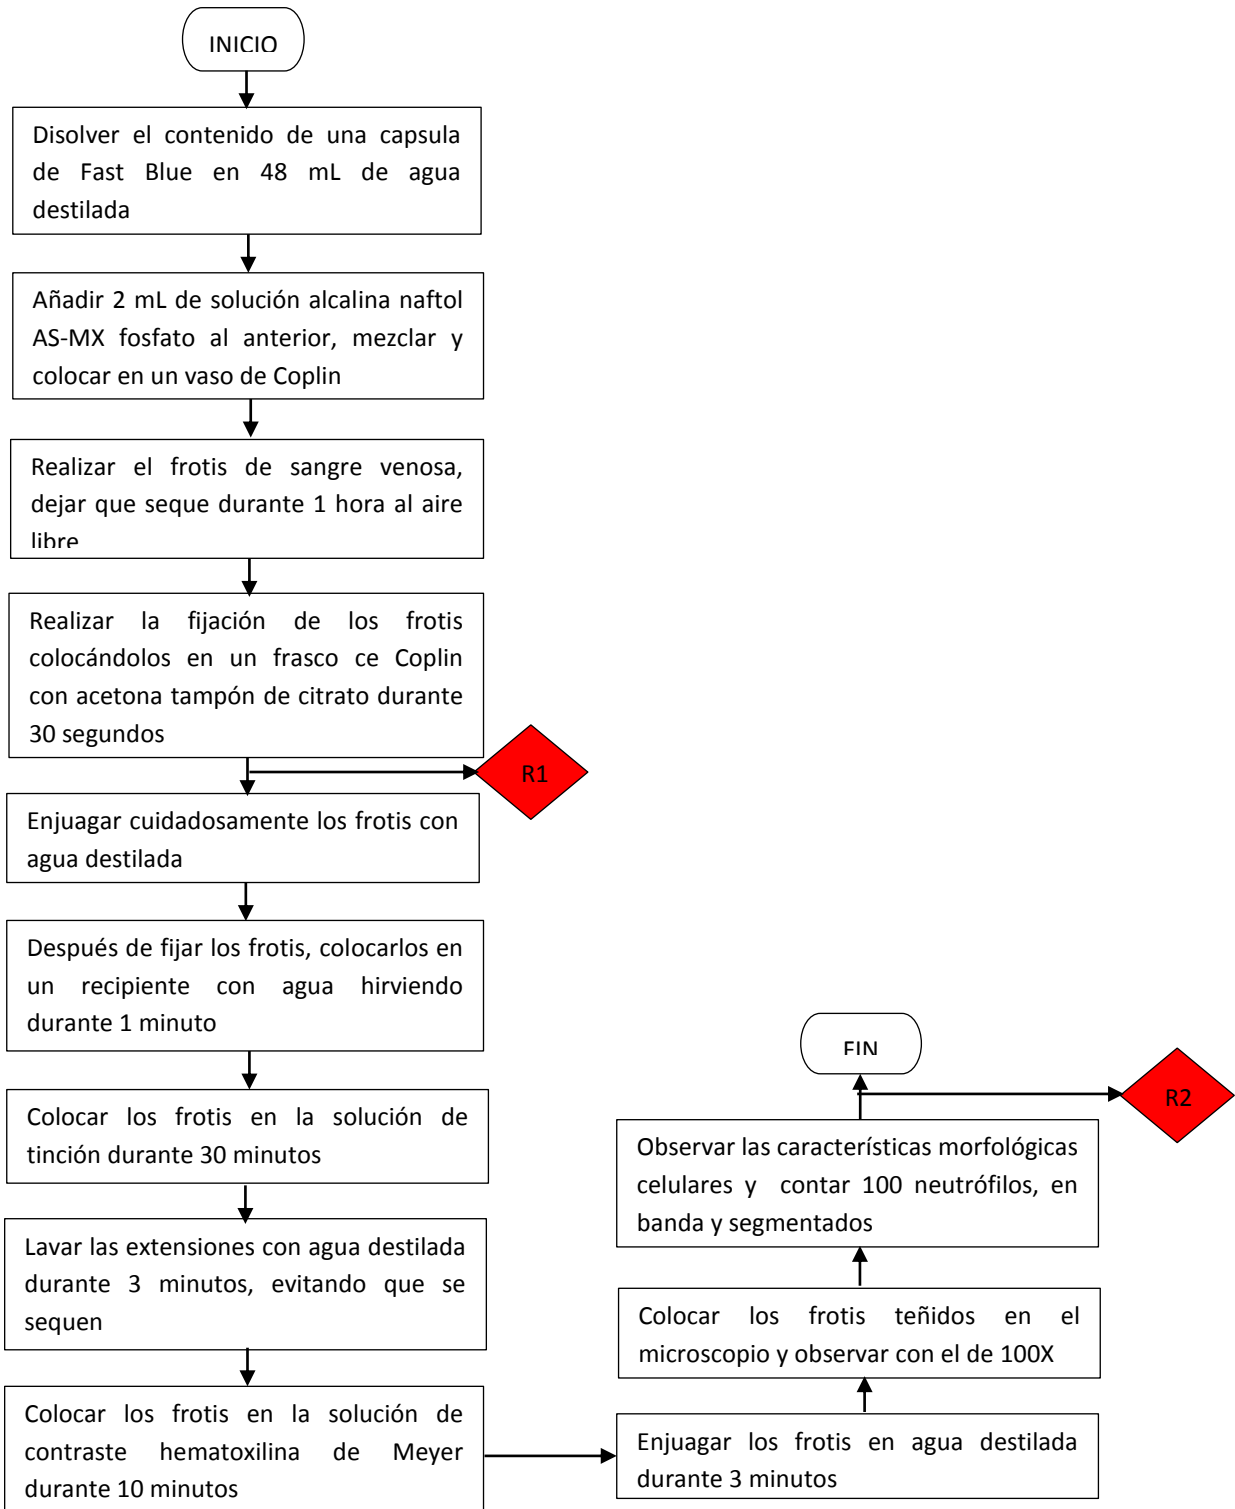 INICIO
Disolver el contenido de una capsula
de Fast Blue en 48 mL de agua
destilada
Añadir 2 mL de solución alcalina naftol
AS-MX fosfato al anterior, mezclar y
colocar en un vaso de Coplin
Realizar el frotis de sangre venosa,
dejar que seque durante 1 hora al aire
libre
Realizar la fijación de los frotis
colocándolos en un frasco ce Coplin
con acetona tampón de citrato durante
30 segundos
R1
Enjuagar cuidadosamente los frotis con
agua destilada
Después de fijar los frotis, colocarlos en
un recipiente con agua hirviendo
durante 1 minuto
Colocar los frotis en la solución de
tinción durante 30 minutos
Lavar las extensiones con agua destilada
durante 3 minutos, evitando que se
sequen
Colocar los frotis en la solución de
contraste hematoxilina de Meyer
durante 10 minutos
Enjuagar los frotis en agua destilada
durante 3 minutos
Colocar los frotis teñidos en el
microscopio y observar con el de 100X
Observar las características morfológicas
celulares y contar 100 neutrófilos, en
banda y segmentados
R2
FIN